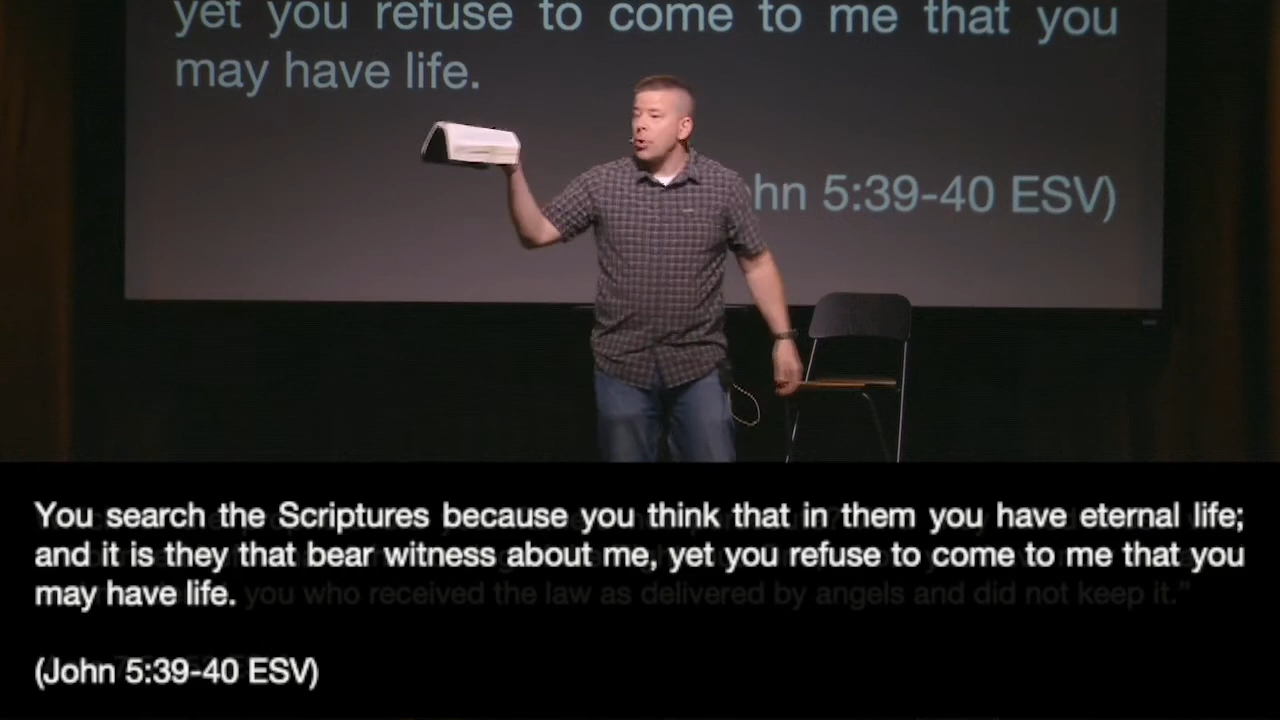 yet you refuse to come to me that you
may have life.
hn 5:39-40 ESV)
You search the Scriptures because you think that in them you have eternal life;
and it is they that bear witness about me, yet you refuse to come to me that you
may have life. you who received the law as delivered by angels and did not keep it.”
(John 5:39-40 ESV)